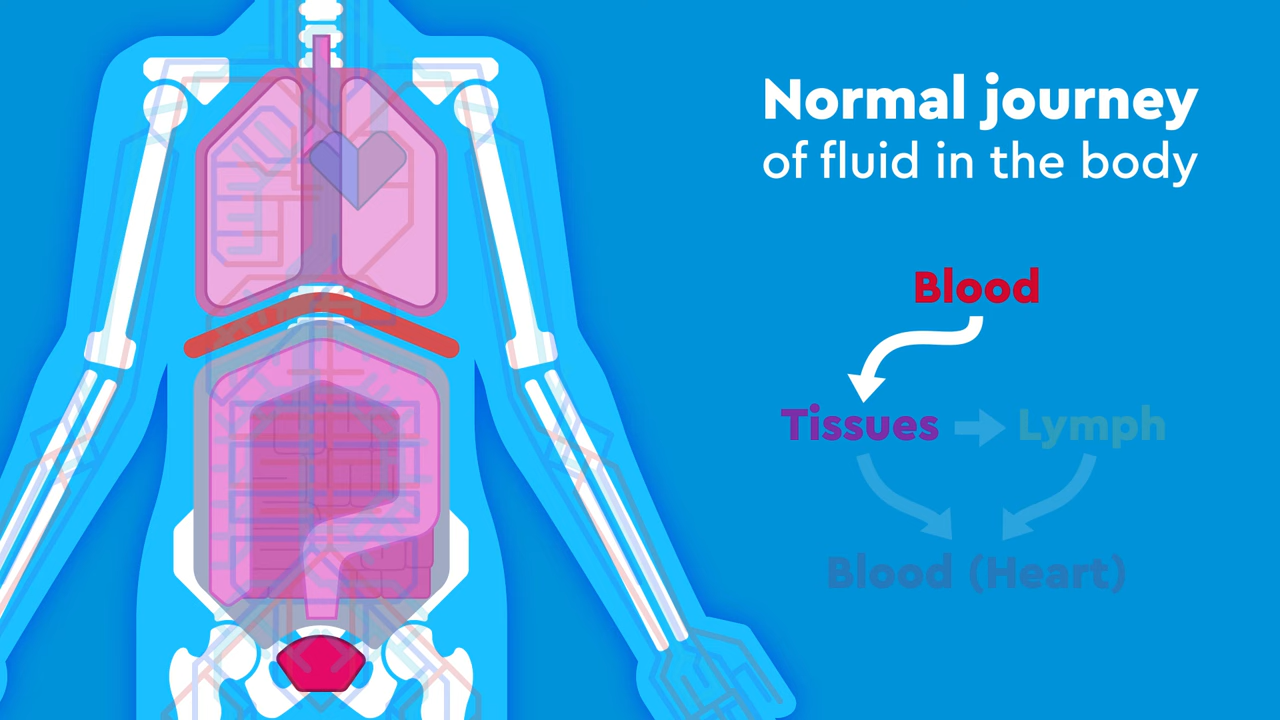 Normal journey
of fluid in the body
Blood
Tissues
Lymph
Blood (Heart)